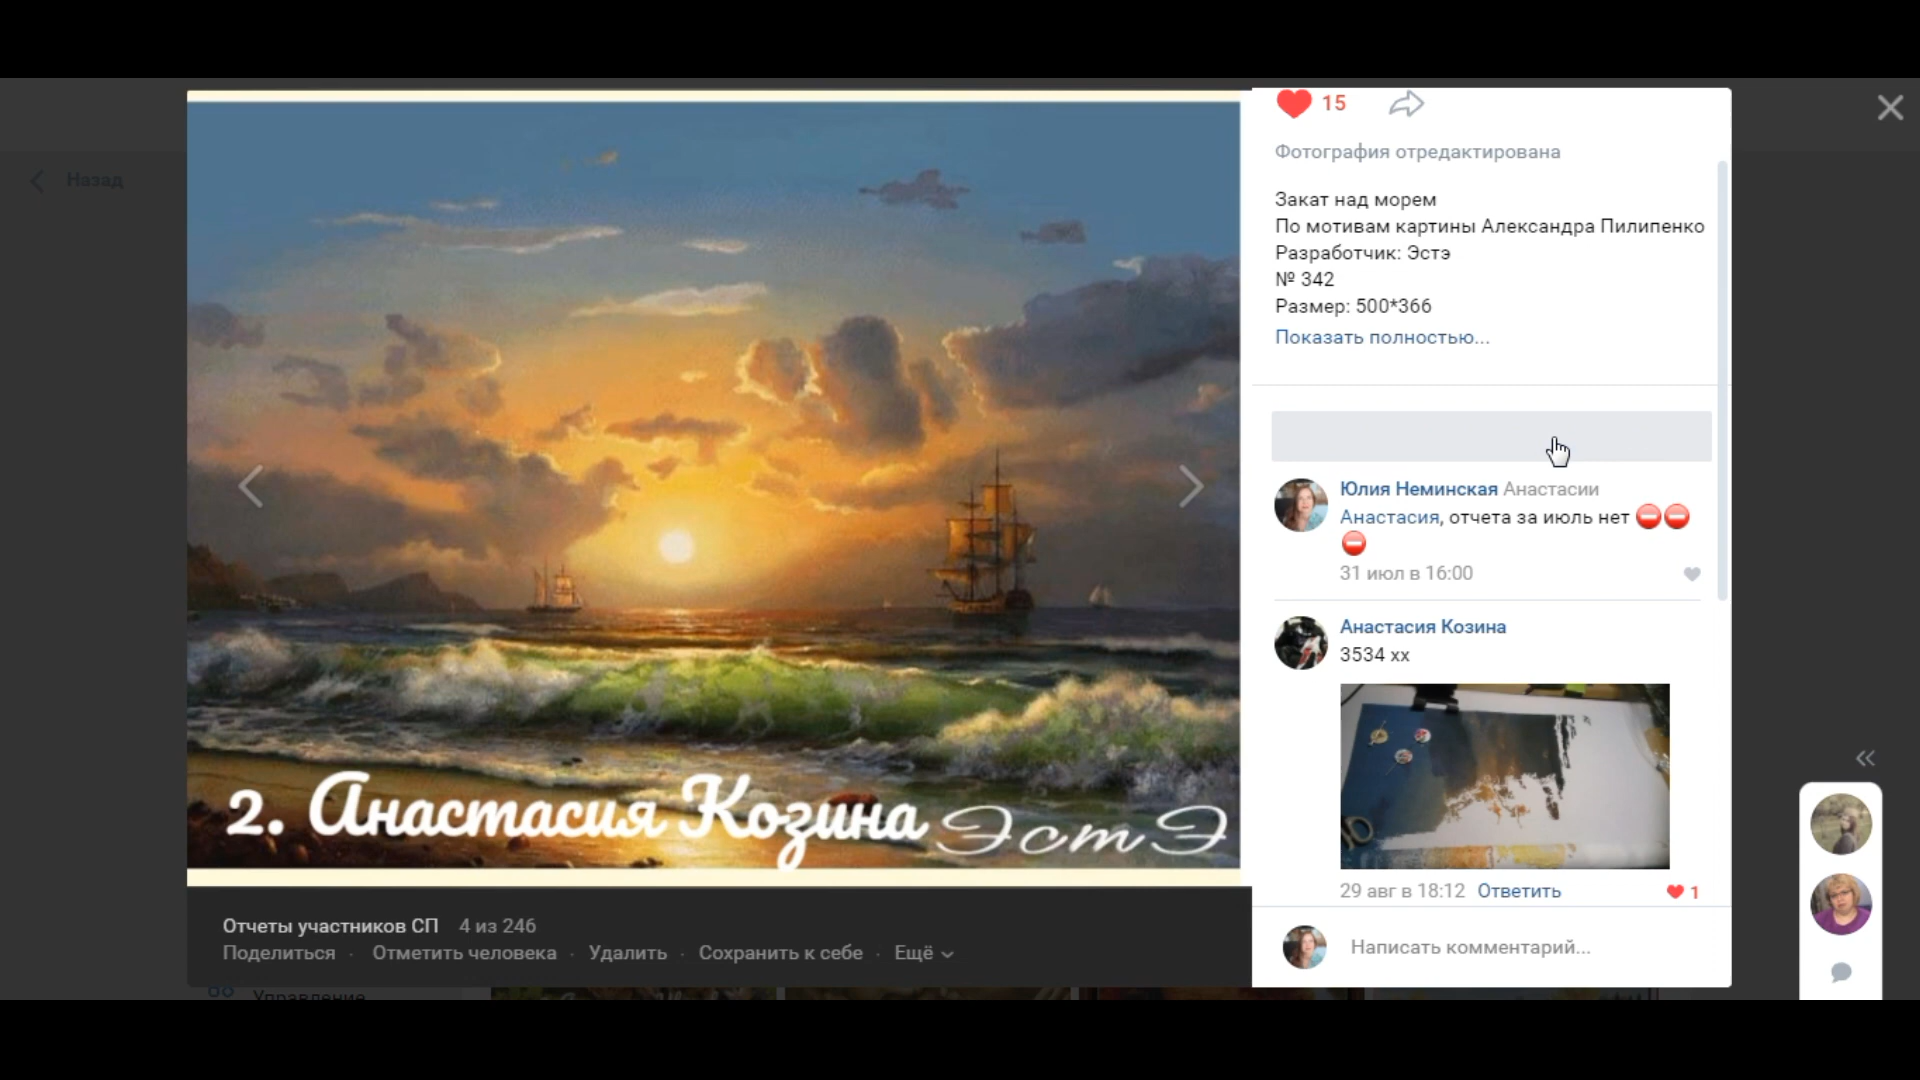 Назад
2. Анастасия Козина ЭстЭ
Отчеты участников СП 4 из 246
Поделиться · Отметить человека · Удалить · Сохранить к себе · Ещё
Управление
15
Фотография отредактирована
Закат над морем
По мотивам картины Александра Пилипенко
Разработчик: Эстэ
№ 342
Размер: 500*366
Показать полностью...
Юлия Неминская Анастасии
Анастасия, отчета за июль нет
31 июл в 16:00
Анастасия Козина
3534 хх
29 авг в 18:12 Ответить 1
Написать комментарий...